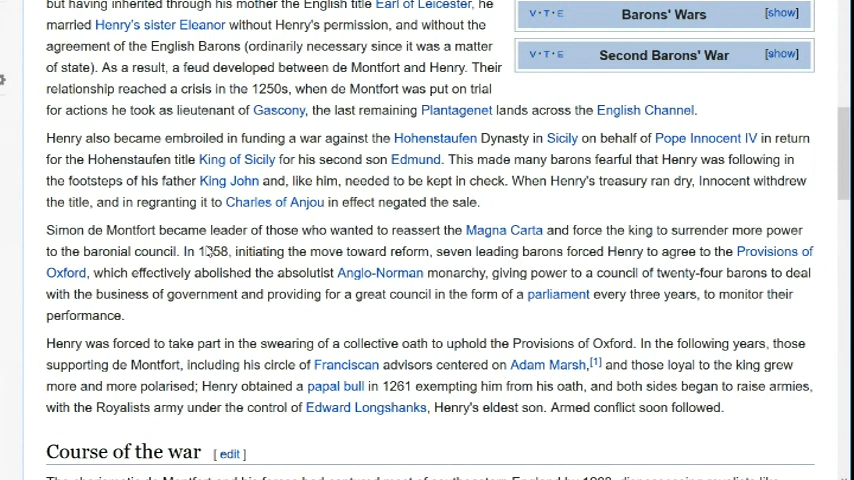 but having inherited through his mother the English title Earl of Leicester, he
married Henry's sister Eleanor without Henry's permission, and without the
agreement of the English Barons (ordinarily necessary since it was a matter
of state). As a result, a feud developed between de Montfort and Henry. Their
relationship reached a crisis in the 1250s, when de Montfort was put on trial
for actions he took as lieutenant of Gascony, the last remaining Plantagenet lands across the English Channel.
V·T·E Barons' Wars [show]
V·T·E Second Barons' War [show]
Henry also became embroiled in funding a war against the Hohenstaufen Dynasty in Sicily on behalf of Pope Innocent IV in return
for the Hohenstaufen title King of Sicily for his second son Edmund. This made many barons fearful that Henry was following in
the footsteps of his father King John and, like him, needed to be kept in check. When Henry's treasury ran dry, Innocent withdrew
the title, and in regranting it to Charles of Anjou in effect negated the sale.
Simon de Montfort became leader of those who wanted to reassert the Magna Carta and force the king to surrender more power
to the baronial council. In 1258, initiating the move toward reform, seven leading barons forced Henry to agree to the Provisions of
Oxford, which effectively abolished the absolutist Anglo-Norman monarchy, giving power to a council of twenty-four barons to deal
with the business of government and providing for a great council in the form of a parliament every three years, to monitor their
performance.
Henry was forced to take part in the swearing of a collective oath to uphold the Provisions of Oxford. In the following years, those
supporting de Montfort, including his circle of Franciscan advisors centered on Adam Marsh,[1] and those loyal to the king grew
more and more polarised; Henry obtained a papal bull in 1261 exempting him from his oath, and both sides began to raise armies,
with the Royalists army under the control of Edward Longshanks, Henry's eldest son. Armed conflict soon followed.
Course of the war [ edit ]